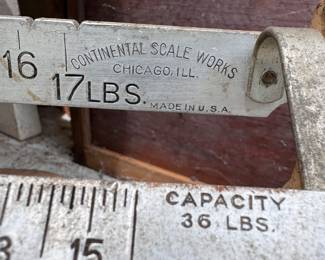 CONTINENTAL SCALE WORKS
CHICAGO, ILL.
16 17 LBS. MADE IN U.S.A.
CAPACITY
36 LBS.
15